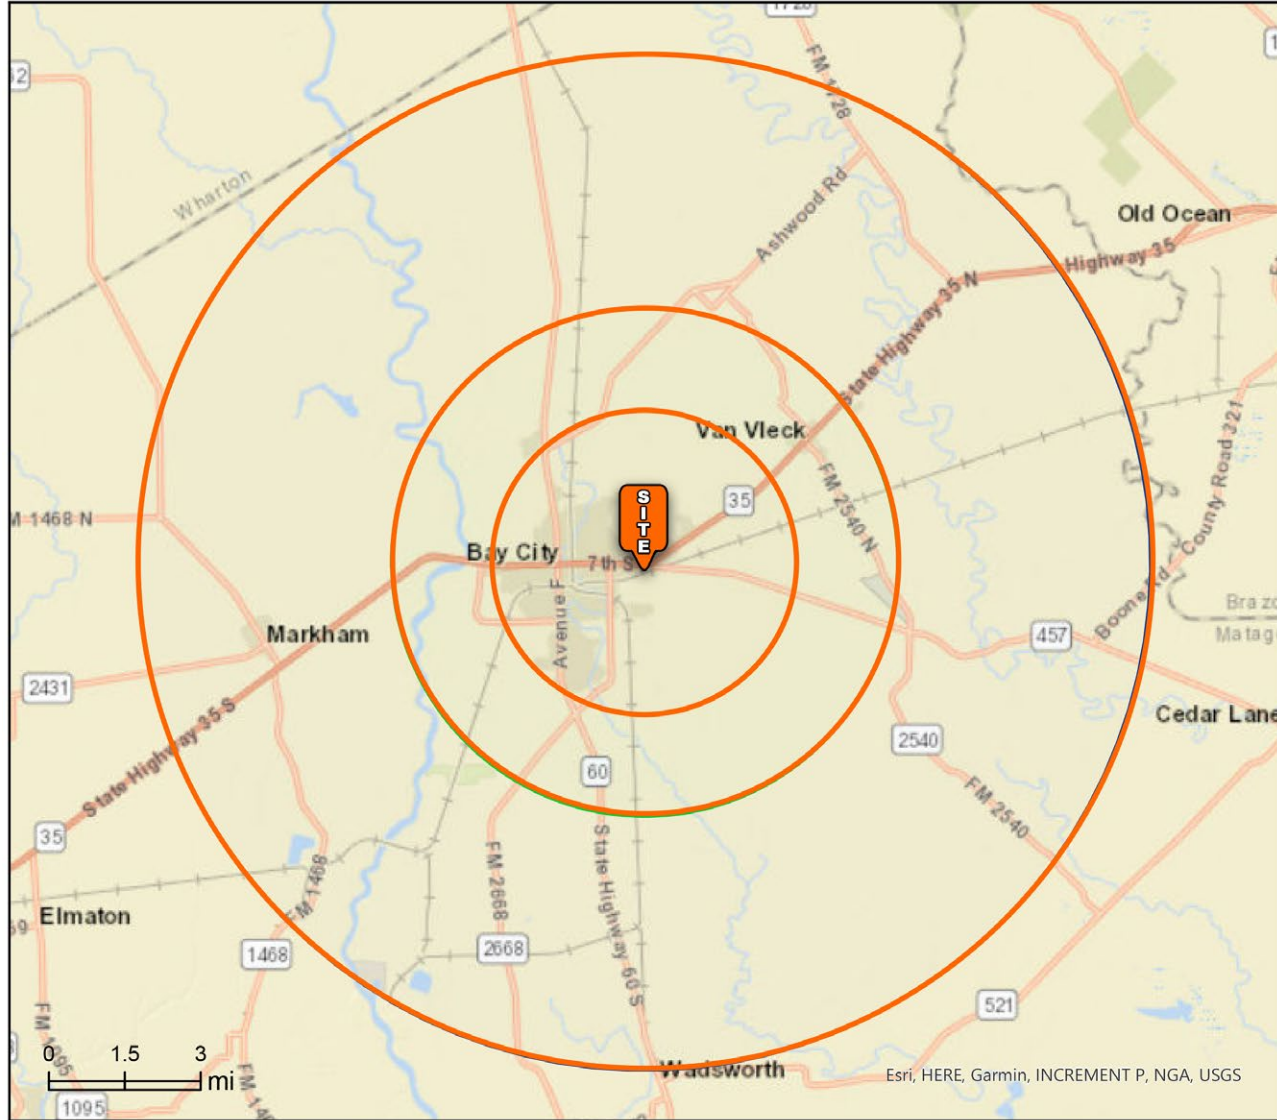 FM 1728
Wharton
Ashwood Rd
Old Ocean
Highway 35
State Highway 35 N
Van Vleck
County Road 321
SITE
35
FM 2540 N
M 1468 N
Bay City
7th S
Avenue F
Boone Rd
Markham
457
2431
Cedar Lane
State Highway 35 S
2540
60
FM 2540
35
FM 1468
FM 2668
State Highway 60 S
Elmaton
1468
2668
521
FM 1095
0 1.5 3
mi
Wadsworth
Esri, HERE, Garmin, INCREMENT P, NGA, USGS
1095